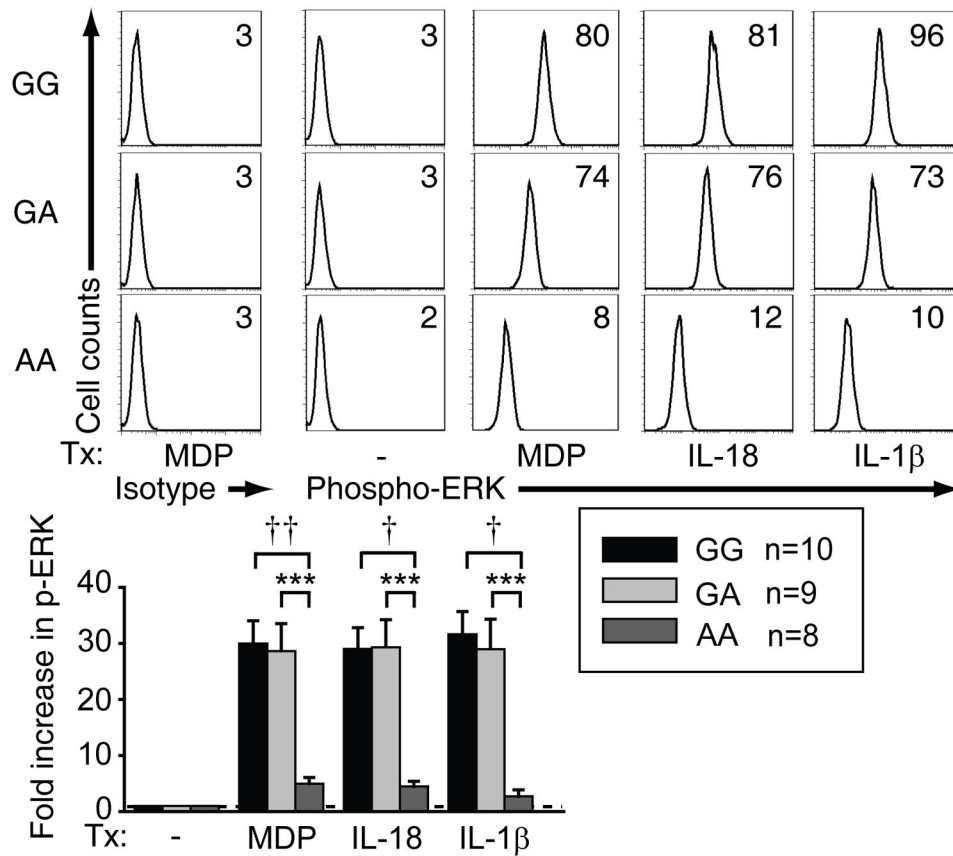 GG 3 3 80 81 96
GA 3 3 74 76 73
AA 3 2 8 12 10
Cell counts
Tx: MDP - MDP IL-18 IL-1β
Isotype Phospho-ERK
†† † †
*** *** ***
Fold increase in p-ERK
40
30
20
10
0
Tx: - MDP IL-18 IL-1β
GG n=10
GA n=9
AA n=8